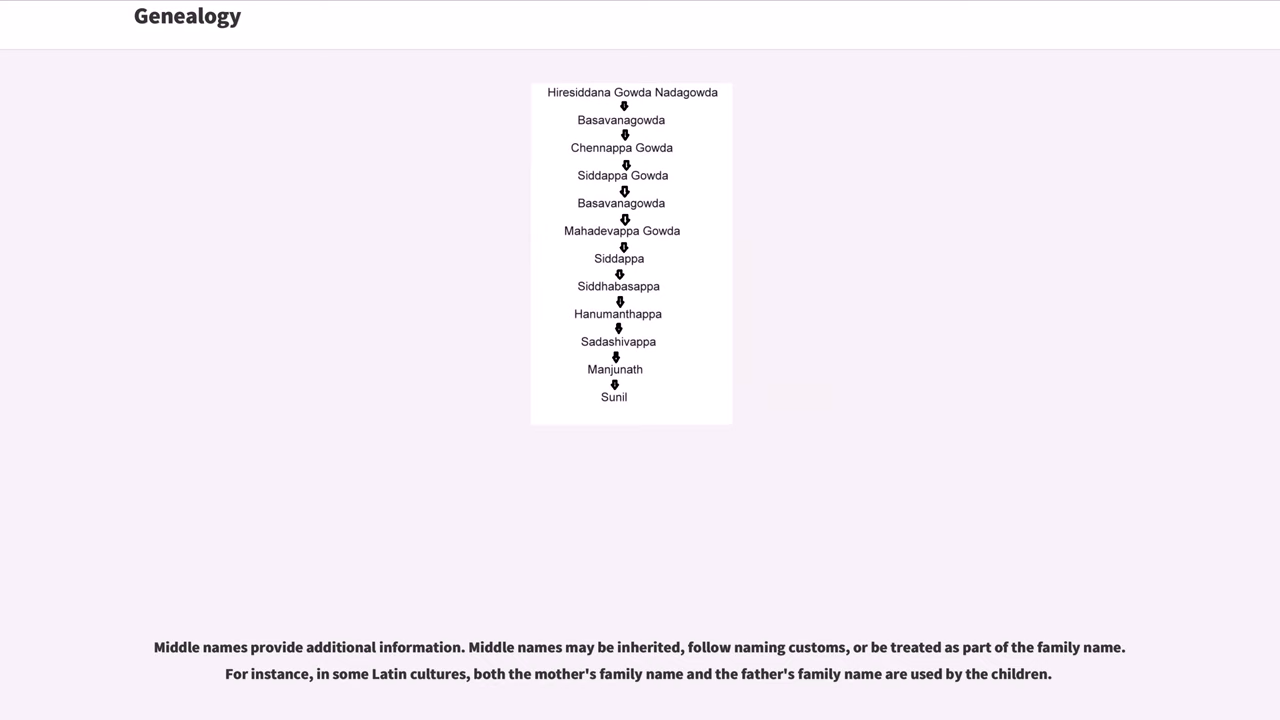 Genealogy
Hiresiddana Gowda Nadagowda
Basavanagowda
Chennappa Gowda
Siddappa Gowda
Basavanagowda
Mahadevappa Gowda
Siddappa
Siddhabasappa
Hanumanthappa
Sadashivappa
Manjunath
Sunil
Middle names provide additional information. Middle names may be inherited, follow naming customs, or be treated as part of the family name.
For instance, in some Latin cultures, both the mother's family name and the father's family name are used by the children.